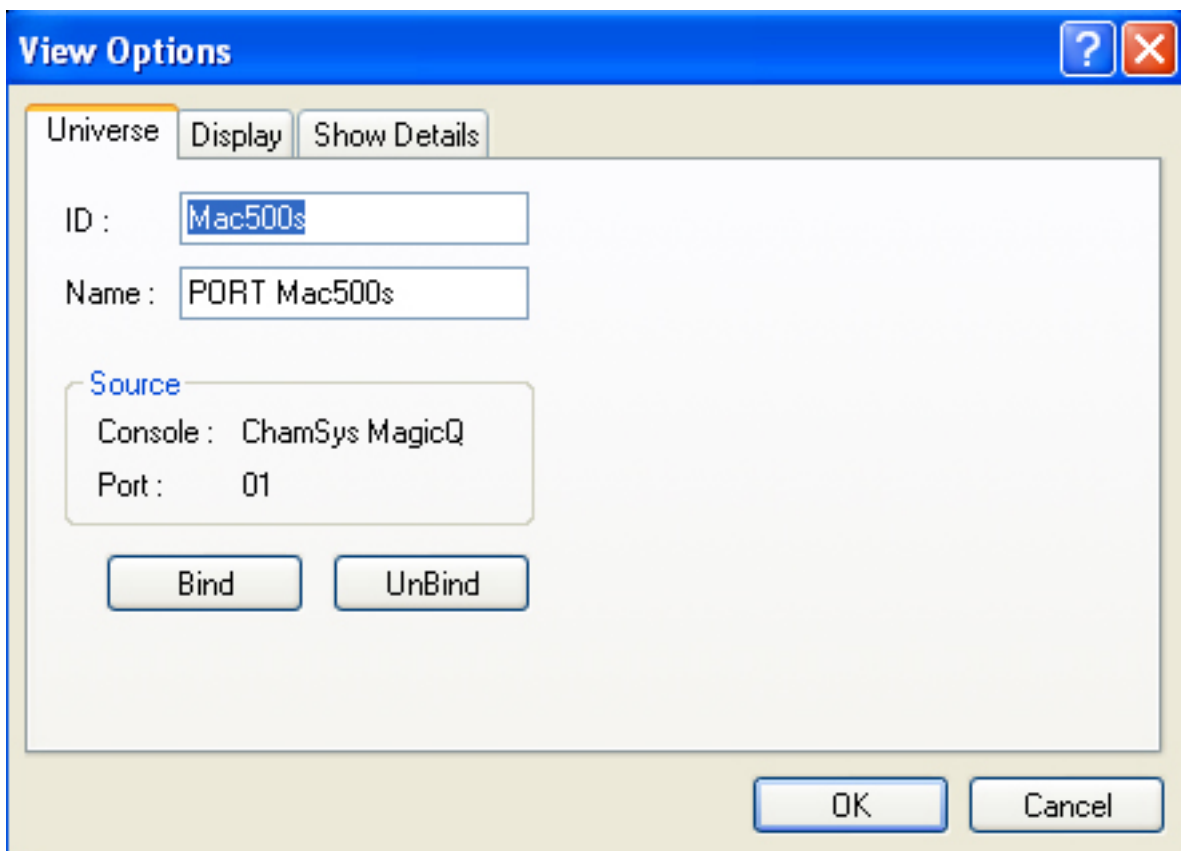 View Options
?
Universe Display Show Details
ID : Mac500s
Name : PORT Mac500s
Source
Console : ChamSys MagicQ
Port : 01
Bind UnBind
OK Cancel